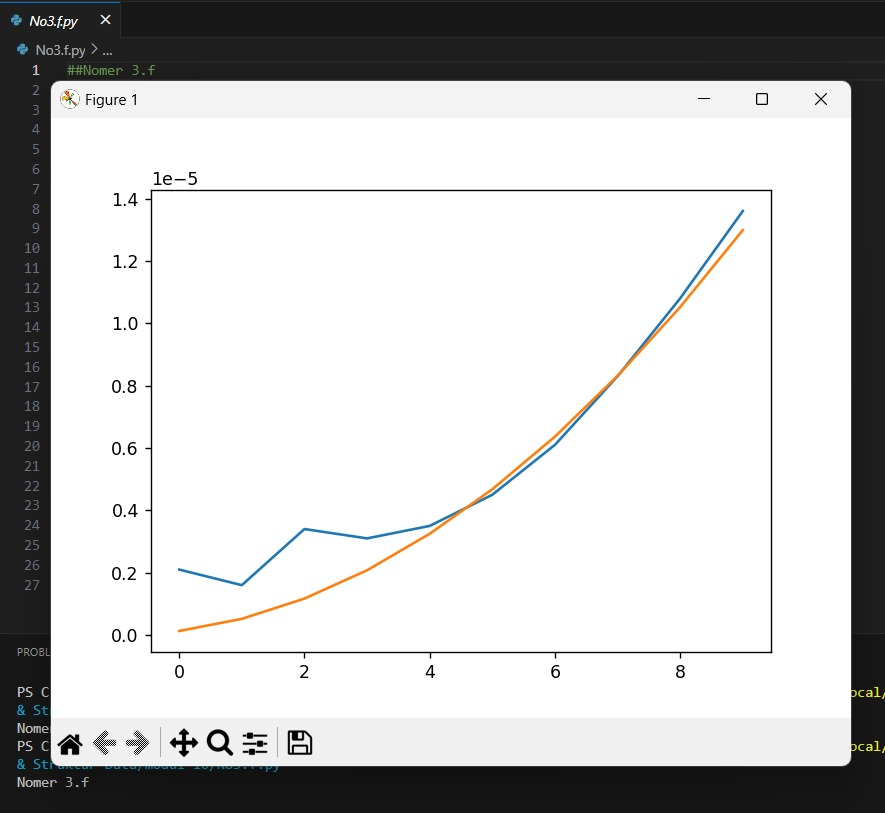 No3.f.py
No3.f.py > ...
1 ##Nomer 3.f
2
3
4
5
6
7
8
9
10
11
12
13
14
15
16
17
18
19
20
21
22
23
24
25
26
27
Figure 1
1e−5
1.4
1.2
1.0
0.8
0.6
0.4
0.2
0.0
0 2 4 6 8
PROBL
PS C ocal/
& St
Nome
PS C ocal/
& Struktur Data/modul 10/No3.f.py
Nomer 3.f